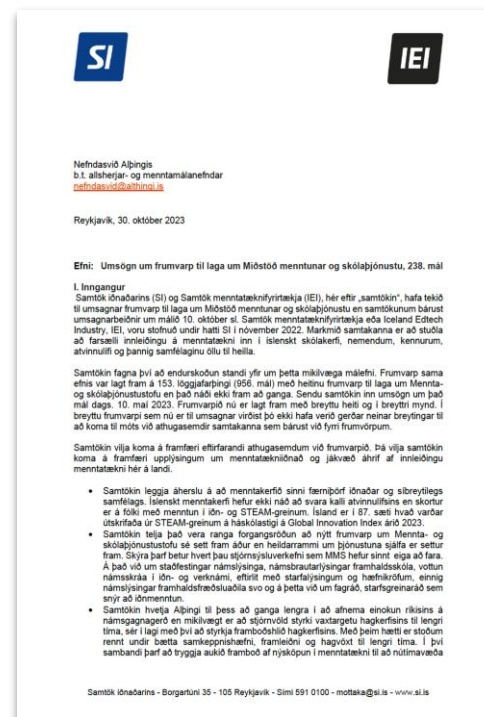 SI
IEI
Nefndasvið Alþingis
b.t. allsherjar- og menntamálanefndar
nefndasvid@althingi.is
Reykjavík, 30. október 2023
Efni: Umsögn um frumvarp til laga um Miðstöð menntunar og skólaþjónustu, 238. mál
I. Inngangur
Samtök iðnaðarins (SI) og Samtök menntatæknifyrirtækja (IEI), hér eftir „samtökin“, hafa tekið
til umsagnar frumvarp til laga um Miðstöð menntunar og skólaþjónustu en samtökunum bárust
umsagnarbeiðnir um málið 10. október sl. Samtök menntatæknifyrirtækja eða Iceland Edtech
Industry, IEI, voru stofnuð undir hatti SI í nóvember 2022. Markmið samtakanna er að stuðla
að farsælli innleiðingu á menntatækni inn í íslenskt skólakerfi, nemendum, kennurum,
atvinnulífi og þannig samfélaginu öllu til heilla.
Samtökin fagna því að endurskoðun standi yfir um þetta mikilvæga málefni. Frumvarp sama
efnis var lagt fram á 153. löggjafarþingi (956. mál) með heitinu frumvarp til laga um Mennta-
og skólaþjónustustofu en það náði ekki fram að ganga. Sendu samtökin inn umsögn um það
mál dags. 10. maí 2023. Frumvarpið nú er lagt fram með breyttu heiti og í breyttri mynd. Í
breyttu frumvarpi sem nú er til umsagnar virðist þó ekki hafa verið gerðar neinar breytingar til
að koma til móts við athugasemdir samtakanna sem bárust við fyrri frumvörpum.
Samtökin vilja koma á framfæri eftirfarandi athugasemdum við frumvarpið. Þá vilja samtökin
koma á framfæri upplýsingum um menntatækniiðnað og jákvæð áhrif af innleiðingu
menntatækni hér á landi.
• Samtökin leggja áherslu á að menntakerfið sinni færniþörf iðnaðar og síbreytilegs
samfélags. Íslenskt menntakerfi hefur ekki náð að svara kalli atvinnulífsins en skortur
er á fólki með menntun í iðn- og STEAM-greinum. Ísland er í 87. sæti hvað varðar
útskrifaða úr STEAM-greinum á háskólastigi á Global Innovation Index árið 2023.
• Samtökin telja það vera ranga forgangsröðun að nýtt frumvarp um Mennta- og
skólaþjónustustofu sé sett fram áður en heildarrammi um þjónustuna sjálfa er settur
fram. Skýra þarf betur hvert þau stjórnsýsluverkefni sem MMS hefur sinnt eiga að fara.
Á það við um staðfestingar námslýsinga, námsbrautarlýsingar framhaldsskóla, vottun
námsskráa í iðn- og verknámi, eftirlit með starfalýsingum og hæfnikröfum, einnig
námslýsingar framhaldsfræðsluaðila svo og á þetta við um fagráð, starfsgreinaráð sem
snýr að iðnmenntun.
• Samtökin hvetja Alþingi til þess að ganga lengra í að afnema einokun ríkisins á
námsgagnagerð en mikilvægt er að stjórnvöld styrki vaxtargetu hagkerfisins til lengri
tíma, sér í lagi með því að styrkja framboðshlið hagkerfisins. Með þeim hætti er stoðum
rennt undir bætta samkeppnishæfni, framleiðni og hagvöxt til lengri tíma. Í því
sambandi þarf að tryggja aukið framboð af nýsköpun í menntatækni til að nútímavæða
Samtök iðnaðarins - Borgartúni 35 - 105 Reykjavík - Sími 591 0100 - mottaka@si.is - www.si.is